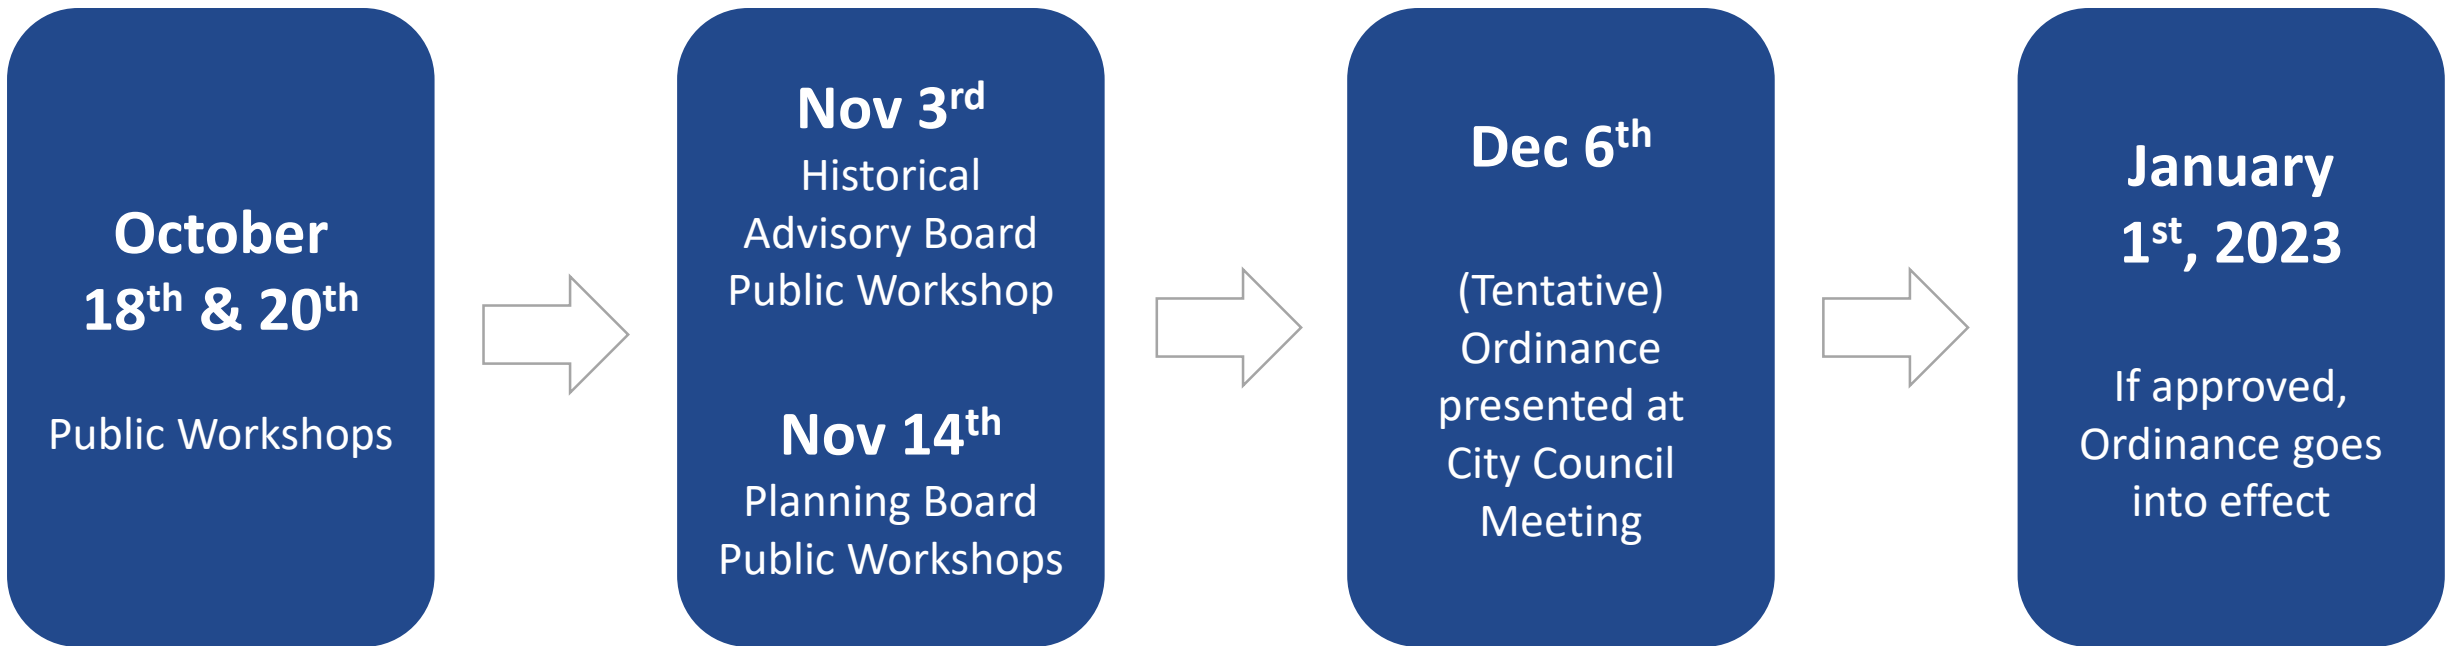 October
18th & 20th
Public Workshops
Nov 3rd
Historical
Advisory Board
Public Workshop
Nov 14th
Planning Board
Public Workshops
Dec 6th
(Tentative)
Ordinance
presented at
City Council
Meeting
January
1st, 2023
If approved,
Ordinance goes
into effect